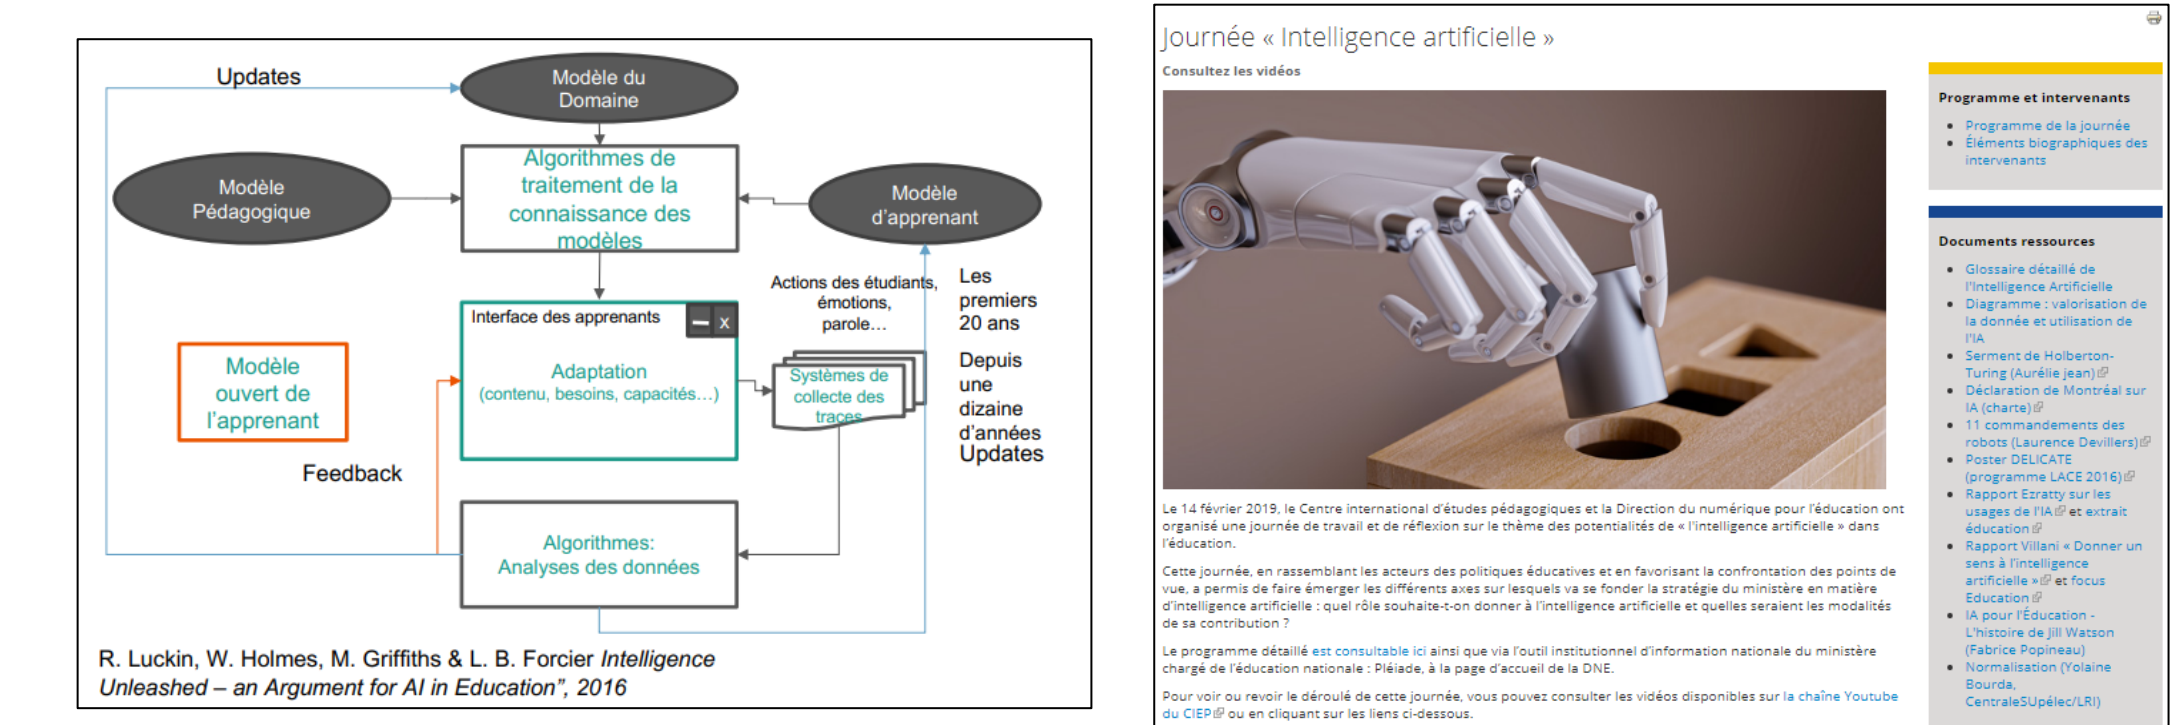 Updates
Modèle du
Domaine
Algorithmes de
traitement de la
connaissance des
modèles
Modèle
Pédagogique
Modèle
d'apprenant
Actions des étudiants,
émotions,
parole...
Les
premiers
20 ans
Interface des apprenants
x
Adaptation
(contenu, besoins, capacités...)
Modèle
ouvert de
l'apprenant
Systèmes de
collecte des
traces
Depuis
une
dizaine
d'années
Updates
Feedback
Algorithmes:
Analyses des données
R. Luckin, W. Holmes, M. Griffiths & L. B. Forcier Intelligence
Unleashed – an Argument for AI in Education", 2016
Journée « Intelligence artificielle »
Consultez les vidéos
Le 14 février 2019, le Centre international d'études pédagogiques et la Direction du numérique pour l'éducation ont
organisé une journée de travail et de réflexion sur le thème des potentialités de « l'intelligence artificielle » dans
l'éducation.
Cette journée, en rassemblant les acteurs des politiques éducatives et en favorisant la confrontation des points de
vue, a permis de faire émerger les différents axes sur lesquels va se fonder la stratégie du ministère en matière
d'intelligence artificielle : quel rôle souhaite-t-on donner à l'intelligence artificielle et quelles seraient les modalités
de sa contribution ?
Le programme détaillé est consultable ici ainsi que via l'outil institutionnel d'information nationale du ministère
chargé de l'éducation nationale : Pléiade, à la page d'accueil de la DNE.
Pour voir ou revoir le déroulé de cette journée, vous pouvez consulter les vidéos disponibles sur la chaîne Youtube
du CIEP ou en cliquant sur les liens ci-dessous.
Programme et intervenants
• Programme de la journée
• Éléments biographiques des
intervenants
Documents ressources
• Glossaire détaillé de
l'Intelligence Artificielle
• Diagramme : valorisation de
la donnée et utilisation de
l'IA
• Serment de Holberton-
Turing (Aurélie jean)
• Déclaration de Montréal sur
IA (charte)
• 11 commandements des
robots (Laurence Devillers)
• Poster DELICATE
(programme LACE 2016)
• Rapport Ezratty sur les
usages de l'IA et extrait
éducation
• Rapport Villani « Donner un
sens à l'intelligence
artificielle » et focus
Education
• IA pour l'Éducation -
L'histoire de Jill Watson
(Fabrice Popineau)
• Normalisation (Yolaine
Bourda,
CentraleSUpélec/LRI)